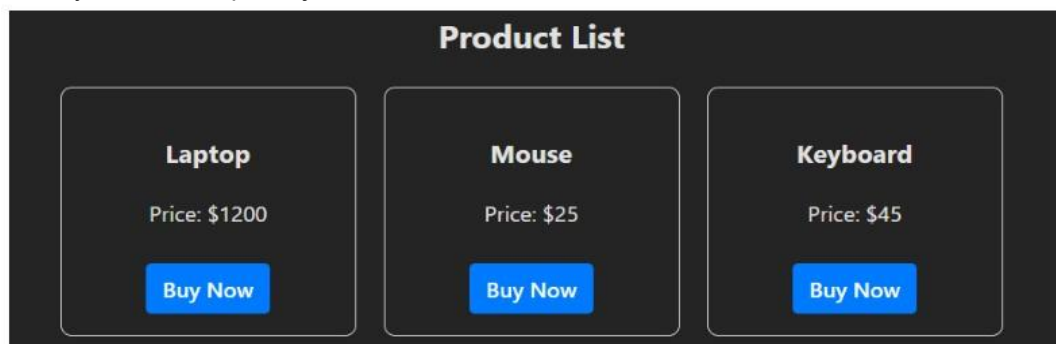 Product List
Laptop
Price: $1200
Buy Now
Mouse
Price: $25
Buy Now
Keyboard
Price: $45
Buy Now